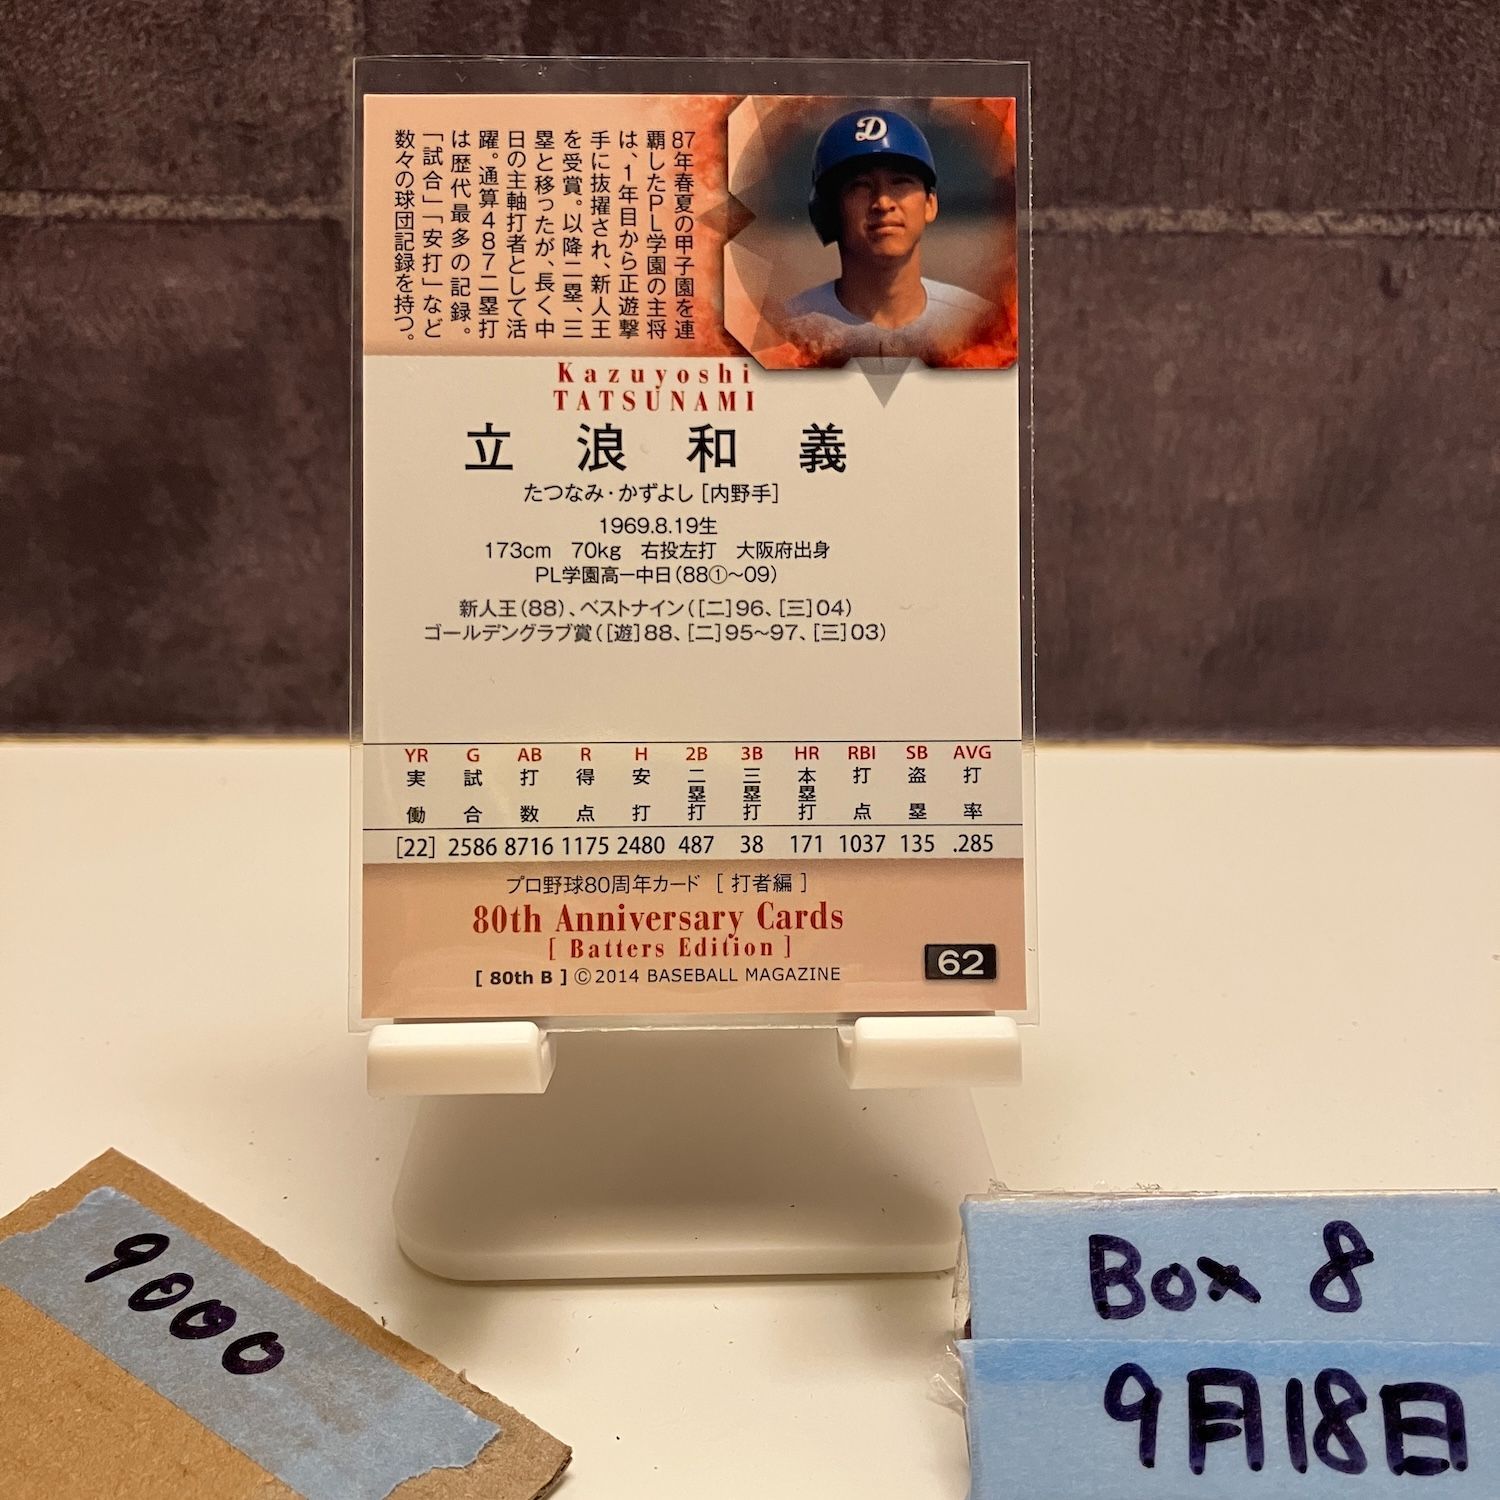 D
87年春夏の甲子園を連
覇したPL学園の主将
は、1年目から正遊撃
手に抜擢され、新人王
を受賞。以降二塁、三
塁と移ったが、長く中
日の主軸打者として活
躍。通算487二塁打
は歴代最多の記録。
「試合」「安打」など
数々の球団記録を持つ。
Kazuyoshi
TATSUNAMI
立浪和義
たつなみ・かずよし［内野手］
1969.8.19生
173cm 70kg 右投左打 大阪府出身
PL学園高ー中日(88①〜09)
新人王(88)、ベストナイン([二]96、[三]04)
ゴールデングラブ賞([遊]88、[二]95〜97、[三]03)
YR G AB R H 2B 3B HR RBI SB AVG
実働 試合 打数 得点 安打 二塁打 三塁打 本塁打 打点 盗塁 打率
[22] 2586 8716 1175 2480 487 38 171 1037 135 .285
プロ野球80周年カード［打者編］
80th Anniversary Cards
[ Batters Edition ]
[ 80th B ] ©2014 BASEBALL MAGAZINE
62
9000
Box 8
9月18日